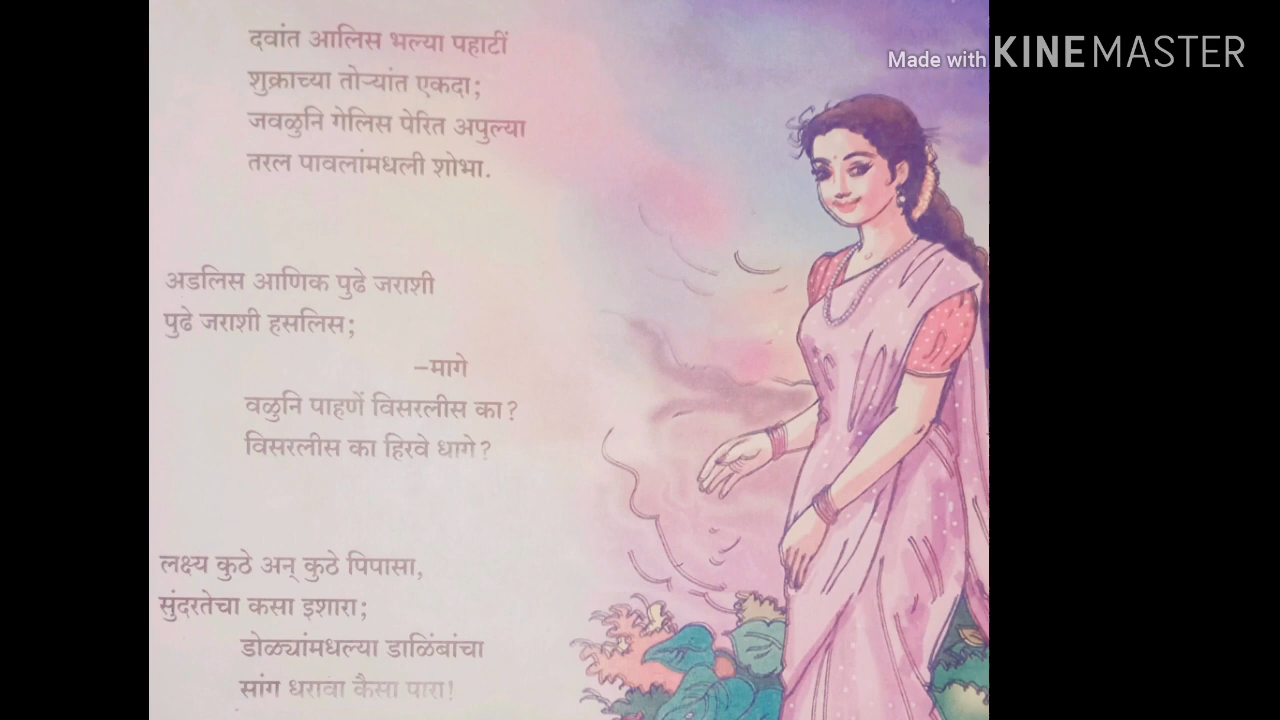 Made with KINEMASTER
दवांत आलिस भल्या पहाटीं
शुक्राच्या तोऱ्यांत एकदा;
जवळुनि गेलिस पेरित अपुल्या
तरल पावलांमधली शोभा.
अडलिस आणिक पुढे जराशी
पुढे जराशी हसलिस;
–मागे
वळुनि पाहणें विसरलीस का?
विसरलीस का हिरवे धागे?
लक्ष्य कुठे अन् कुठे पिपासा,
सुंदरतेचा कसा इशारा;
डोळ्यांमधल्या डाळिंबांचा
सांग धरावा कैसा पारा!